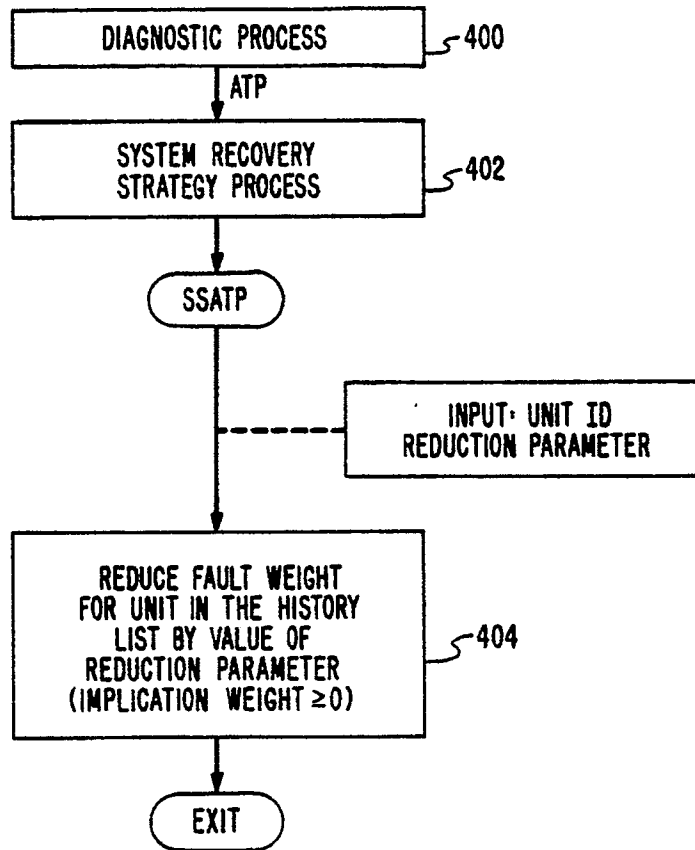 DIAGNOSTIC PROCESS
400
ATP
SYSTEM RECOVERY
STRATEGY PROCESS
402
SSATP
INPUT: UNIT ID
REDUCTION PARAMETER
REDUCE FAULT WEIGHT
FOR UNIT IN THE HISTORY
LIST BY VALUE OF
REDUCTION PARAMETER
(IMPLICATION WEIGHT ≥0)
404
EXIT